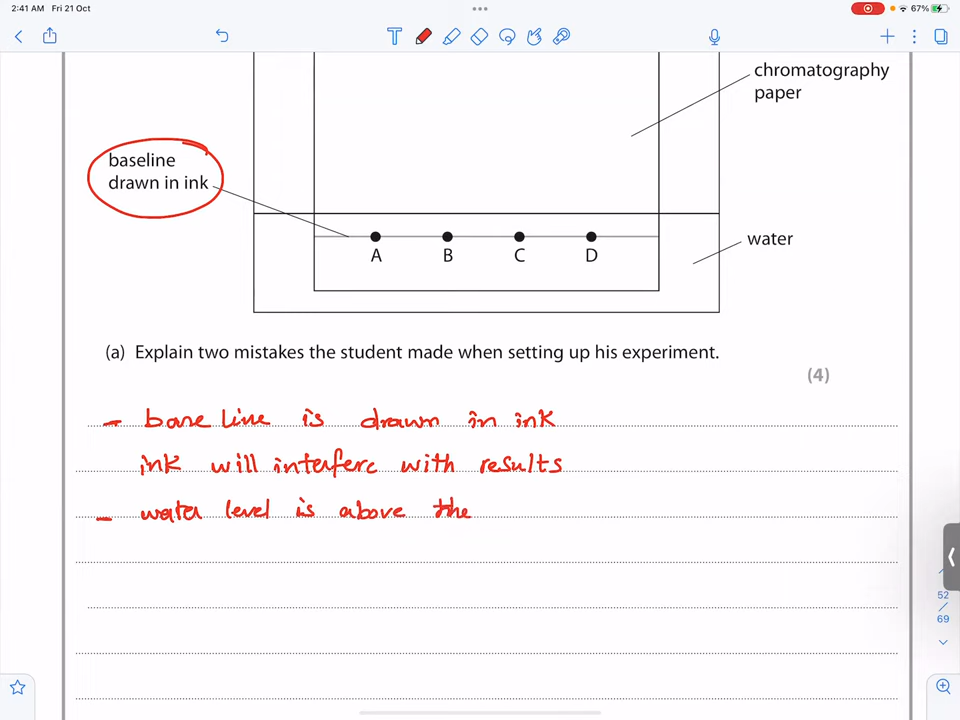 2:41 AM Fri 21 Oct
67%
T
chromatography
paper
baseline
drawn in ink
water
A B C D
(a) Explain two mistakes the student made when setting up his experiment.
(4)
- base line is drawn in ink
ink will interfere with results
- water level is above the
52
/
69